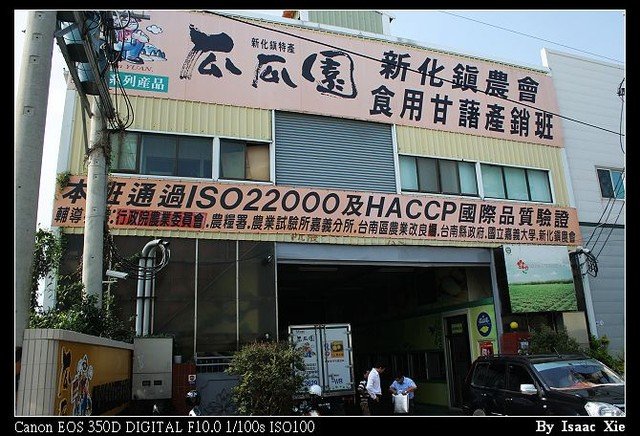 新化鎮特產
瓜瓜園
系列產品
新化鎮農會
食用甘藷產銷班
本班通過ISO22000及HACCP國際品質驗證
行政院農業委員會.農糧署.農業試驗所嘉義分所.台南區農業改良場.台南縣政府.國立嘉義大學.新化鎮農會
Canon EOS 350D DIGITAL F10.0 1/100s ISO100
By Isaac Xie